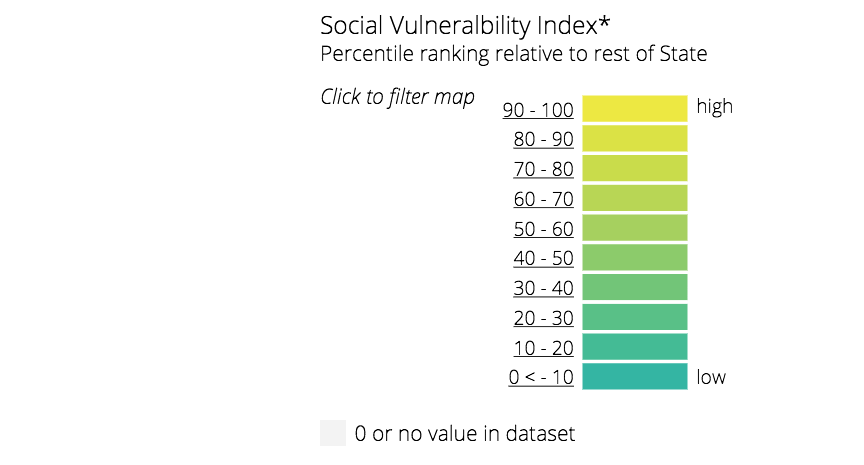 Social Vulneralbility Index*
Percentile ranking relative to rest of State
Click to filter map
90 - 100 high
80 - 90
70 - 80
60 - 70
50 - 60
40 - 50
30 - 40
20 - 30
10 - 20
0 < - 10 low
0 or no value in dataset